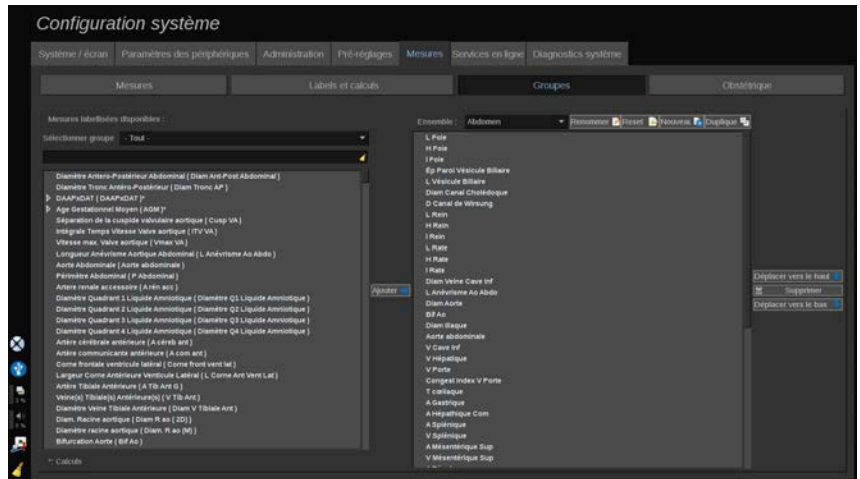 Configuration système
Système / écran Paramètres des périphériques Administration Pré-réglages Mesures Services en ligne Diagnostics système
Mesures Labels et calculs Groupes Obstétrique
Mesures labellisées disponibles :
Sélectionner groupe - Tout -
Diamètre Antero-Postérieur Abdominal ( Diam Ant-Post Abdominal )
Diamètre Tronc Antéro-Postérieur ( Diam Tronc AP )
DAAPxDAT ( DAAPxDAT )*
Age Gestationnel Moyen ( AGM )*
Séparation de la cuspide valvulaire aortique ( Cusp VA )
Intégrale Temps Vitesse Valve aortique ( ITV VA )
Vitesse max. Valve aortique ( Vmax VA )
Longueur Anévrisme Aortique Abdominal ( L Anévrisme Ao Abdo )
Aorte Abdominale ( Aorte abdominale )
Périmètre Abdominal ( P Abdominal )
Artere renale accessoire ( A rén acc )
Diamètre Quadrant 1 Liquide Amniotique ( Diamètre Q1 Liquide Amniotique )
Diamètre Quadrant 2 Liquide Amniotique ( Diamètre Q2 Liquide Amniotique )
Diamètre Quadrant 3 Liquide Amniotique ( Diamètre Q3 Liquide Amniotique )
Diamètre Quadrant 4 Liquide Amniotique ( Diamètre Q4 Liquide Amniotique )
Artère cérébrale antérieure ( A céreb ant )
Artère communicante antérieure ( A com ant )
Corne frontale ventricule latéral ( Corne front vent lat )
Largeur Corne Antérieure Venticule Latéral ( L Corne Ant Vent Lat )
Artère Tibiale Antérieure ( A Tib Ant G )
Veine(s) Tibiale(s) Antérieure(s) ( V Tib Ant )
Diamètre Veine Tibiale Antérieure ( Diam V Tibiale Ant )
Diam. Racine aortique ( Diam R ao ( 2D) )
Diamètre racine aortique ( Diam. R ao (M) )
Bifurcation Aorte ( Bif Ao )
*: Calculs
Ajouter
Ensemble : Abdomen Renommer Reset Nouveau Duplique
L Foie
H Foie
l Foie
Ép Paroi Vésicule Biliaire
L Vésicule Biliaire
Diam Canal Cholédoque
D Canal de Wirsung
L Rein
H Rein
l Rein
L Rate
H Rate
l Rate
Diam Veine Cave Inf
L Anévrisme Ao Abdo
Diam Aorte
Bif Ao
Diam Iliaque
Aorte abdominale
V Cave Inf
V Hépatique
V Porte
Congest Index V Porte
T cœliaque
A Gastrique
A Hépathique Com
A Splénique
V Splénique
A Mésentérique Sup
V Mésentérique Sup
Déplacer vers le haut
Supprimer
Déplacer vers le bas